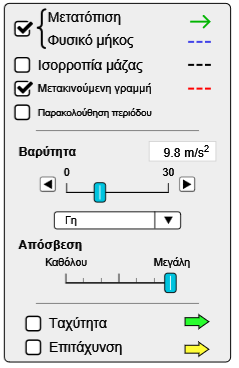 Μετατόπιση
Φυσικό μήκος
Ισορροπία μάζας
Μετακινούμενη γραμμή
Παρακολούθηση περιόδου
Βαρύτητα 9.8 m/s²
0 30
Γη
Απόσβεση
Καθόλου Μεγάλη
Ταχύτητα
Επιτάχυνση